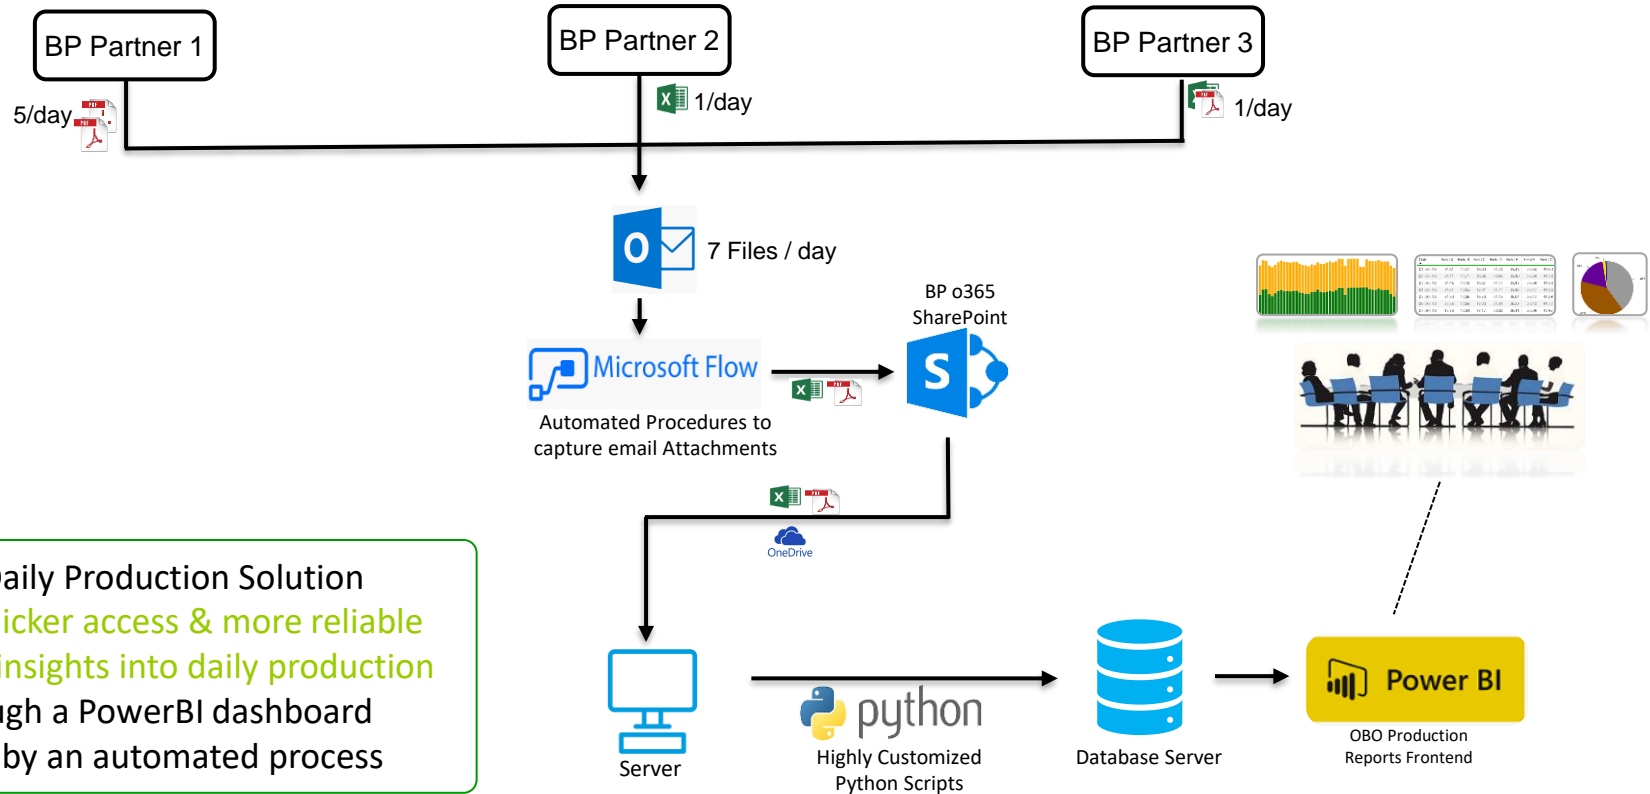 BP Partner 1
BP Partner 2
BP Partner 3
5/day
1/day
1/day
7 Files / day
BP o365
SharePoint
Microsoft Flow
Automated Procedures to
capture email Attachments
OneDrive
Daily Production Solution
icker access & more reliable
insights into daily production
ugh a PowerBI dashboard
by an automated process
Server
python
Highly Customized
Python Scripts
Database Server
Power BI
OBO Production
Reports Frontend